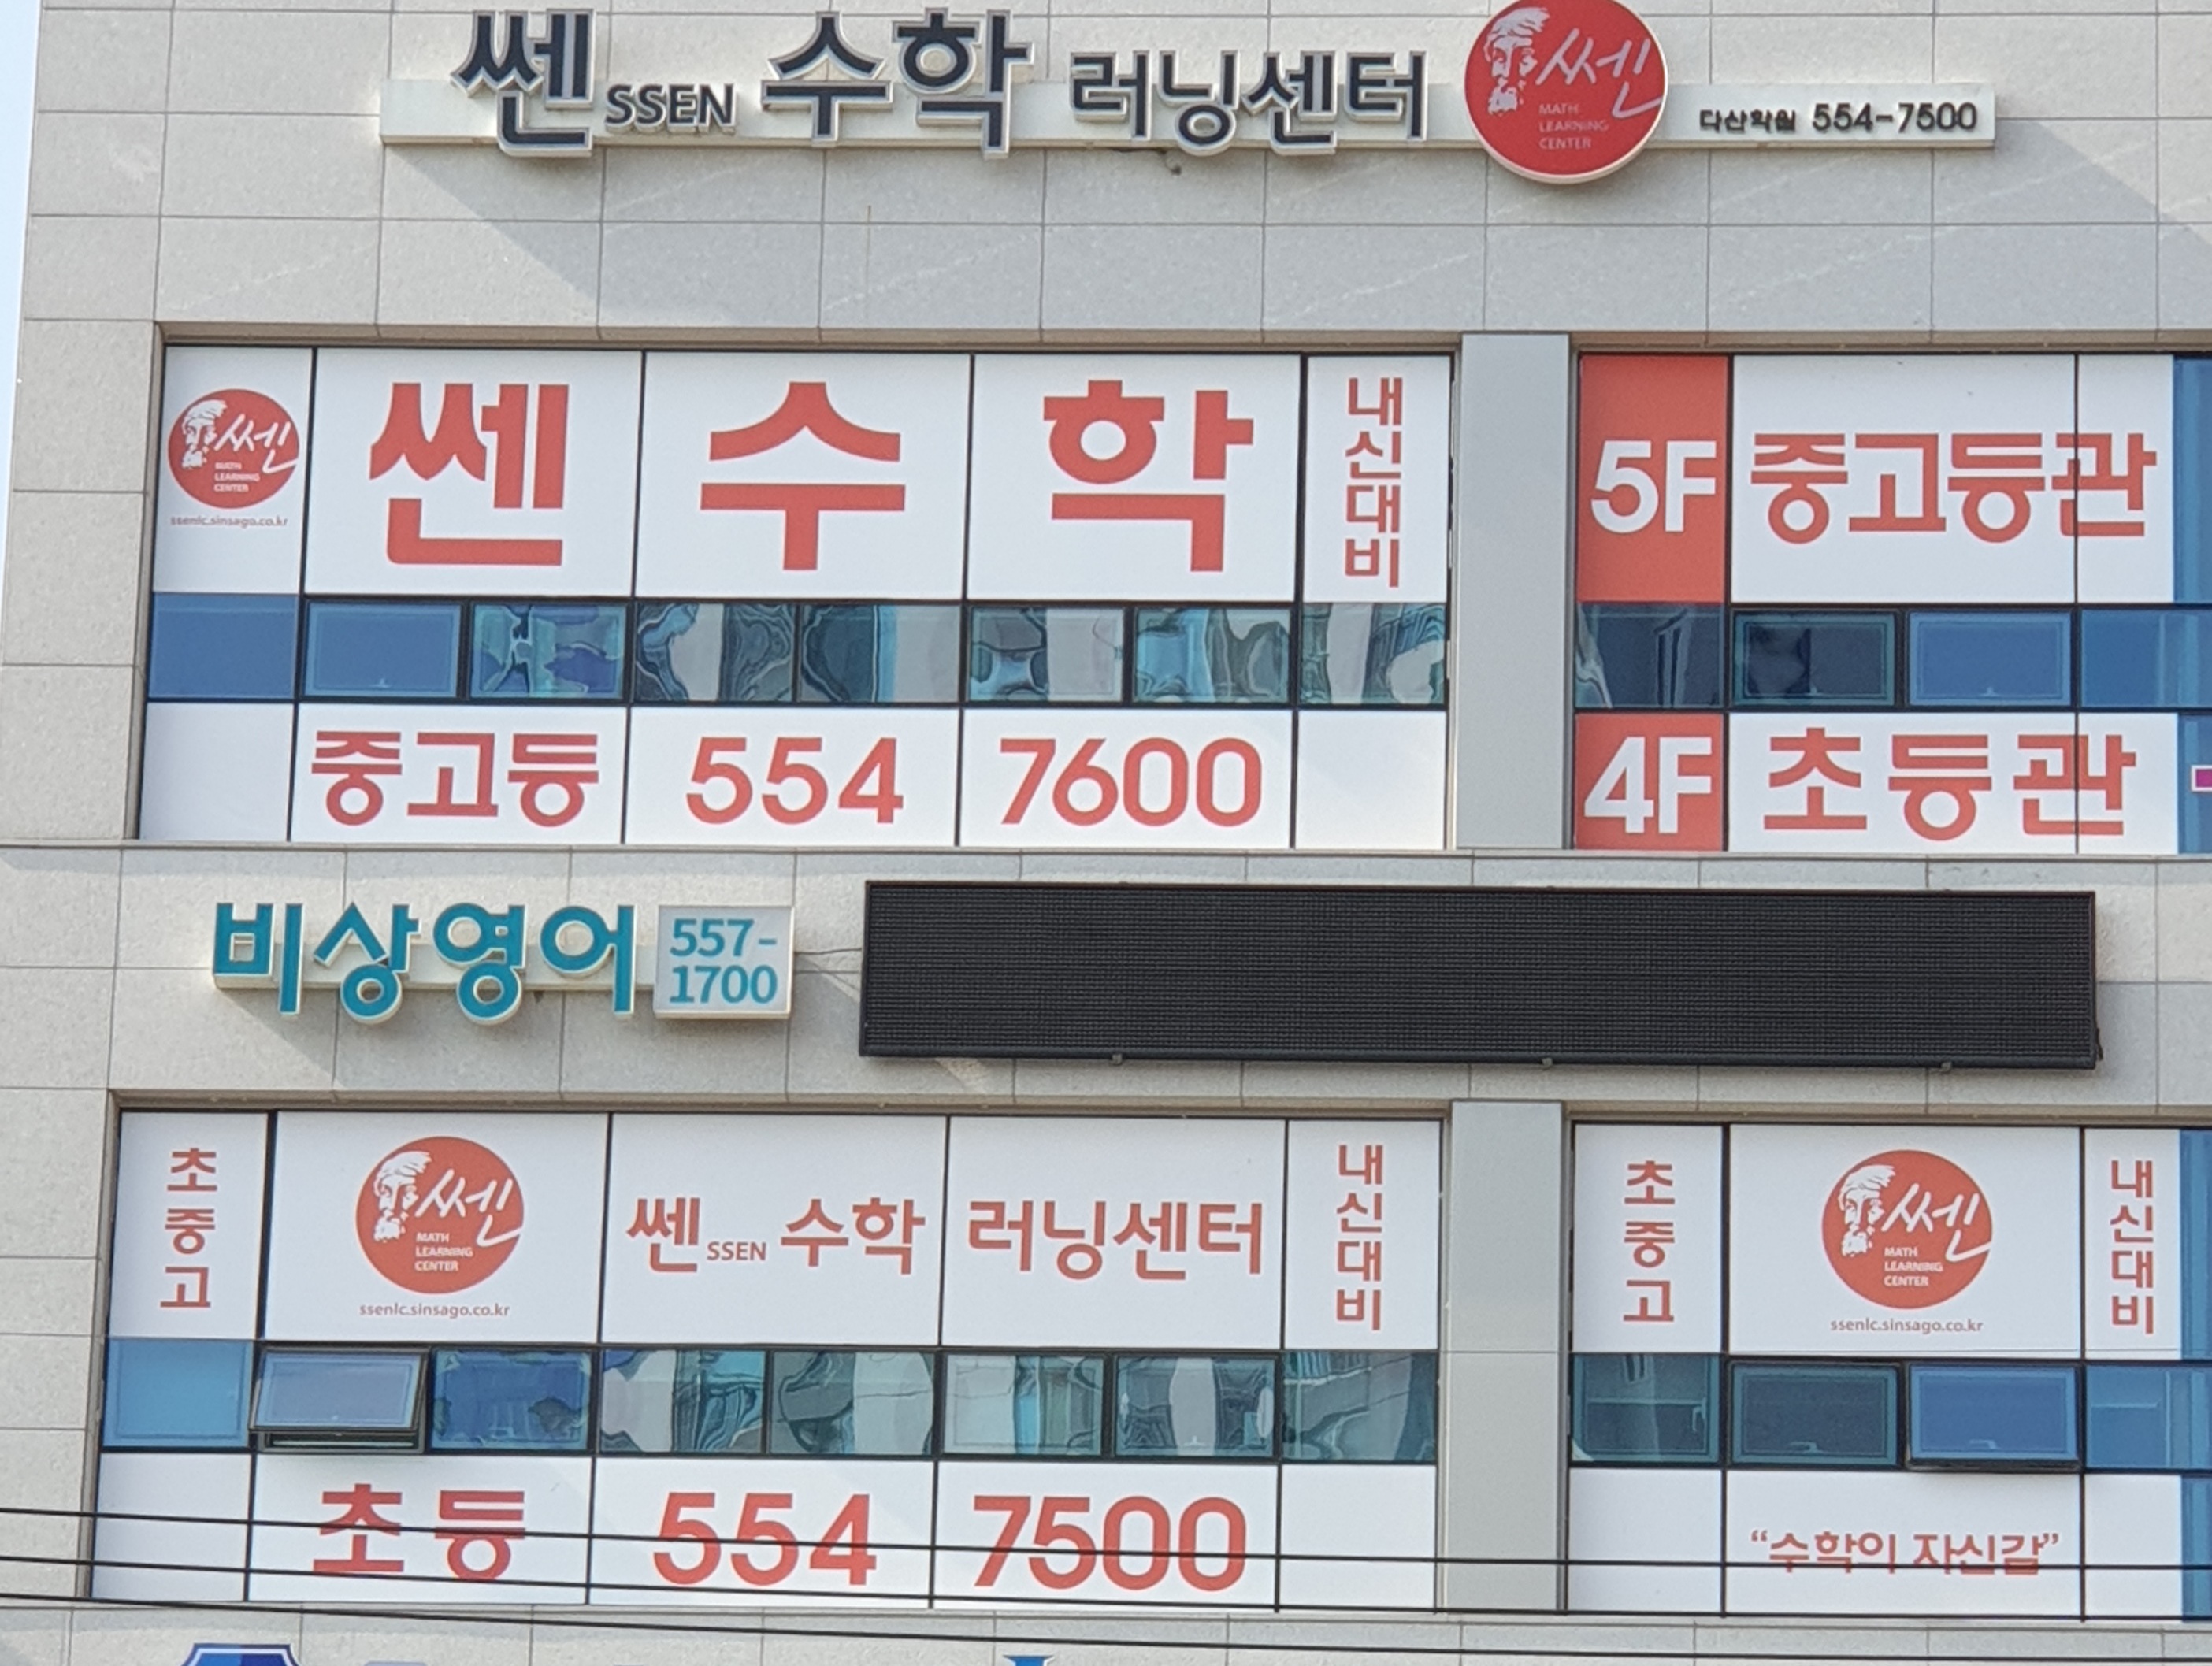 쎈 SSEN 수학 러닝센터
쎈
MATH
LEARNING
CENTER
다산학원 554-7500
쎈
MATH
LEARNING
CENTER
ssenlc.sinsago.co.kr
쎈 수 학
내신대비
5F 중고등관
중고등 554 7600
4F 초등관
비상영어
557-
1700
초중고
쎈
MATH
LEARNING
CENTER
ssenlc.sinsago.co.kr
쎈 SSEN 수학 러닝센터
내신대비
초중고
쎈
MATH
LEARNING
CENTER
ssenlc.sinsago.co.kr
내신대비
초등 554 7500
“수학이 자신감”